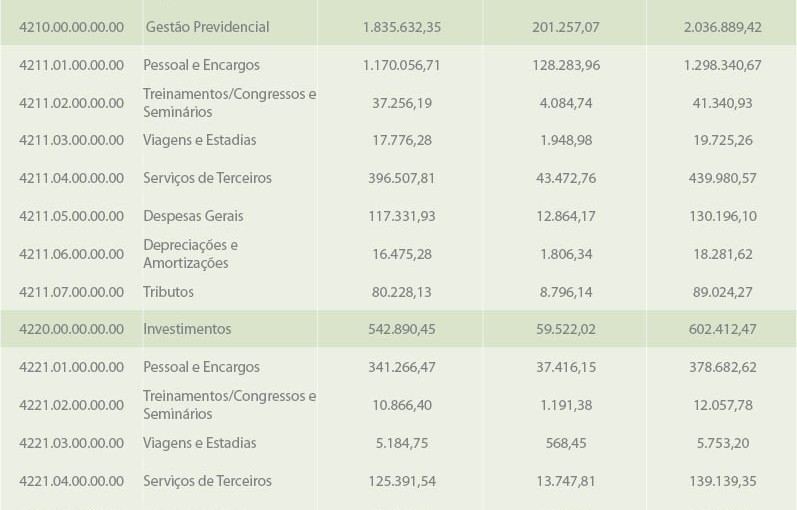 4210.00.00.00.00 Gestão Previdencial 1.835.632,35 201.257,07 2.036.889,42
4211.01.00.00.00 Pessoal e Encargos 1.170.056,71 128.283,96 1.298.340,67
4211.02.00.00.00 Treinamentos/Congressos e
Seminários 37.256,19 4.084,74 41.340,93
4211.03.00.00.00 Viagens e Estadias 17.776,28 1.948,98 19.725,26
4211.04.00.00.00 Serviços de Terceiros 396.507,81 43.472,76 439.980,57
4211.05.00.00.00 Despesas Gerais 117.331,93 12.864,17 130.196,10
4211.06.00.00.00 Depreciações e
Amortizações 16.475,28 1.806,34 18.281,62
4211.07.00.00.00 Tributos 80.228,13 8.796,14 89.024,27
4220.00.00.00.00 Investimentos 542.890,45 59.522,02 602.412,47
4221.01.00.00.00 Pessoal e Encargos 341.266,47 37.416,15 378.682,62
4221.02.00.00.00 Treinamentos/Congressos e
Seminários 10.866,40 1.191,38 12.057,78
4221.03.00.00.00 Viagens e Estadias 5.184,75 568,45 5.753,20
4221.04.00.00.00 Serviços de Terceiros 125.391,54 13.747,81 139.139,35